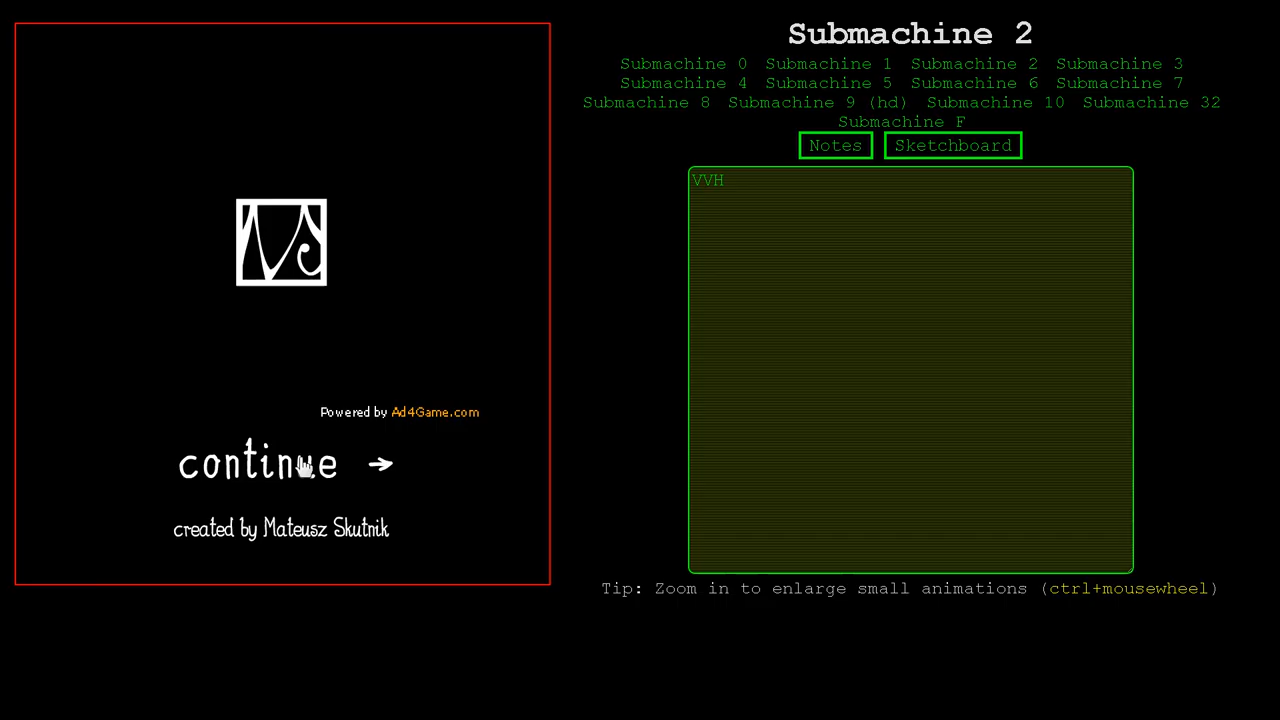 Submachine 2
Submachine 0 Submachine 1 Submachine 2 Submachine 3
Submachine 4 Submachine 5 Submachine 6 Submachine 7
Submachine 8 Submachine 9 (hd) Submachine 10 Submachine 32
Submachine F
Notes Sketchboard
VVH
Powered by Ad4Game.com
continue →
created by Mateusz Skutnik
Tip: Zoom in to enlarge small animations (ctrl+mousewheel)